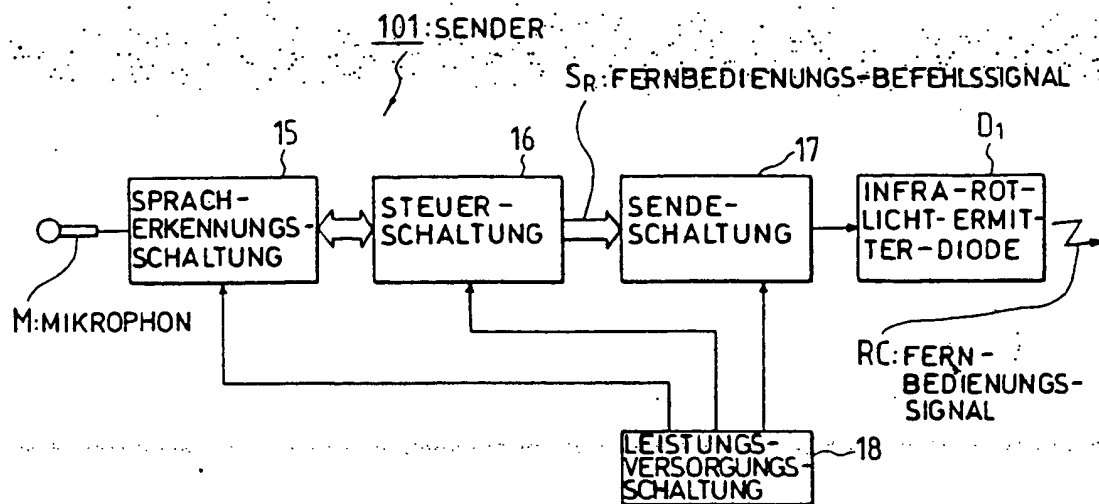 101:SENDER
SR:FERNBEDIENUNGS-BEFEHLSSIGNAL
15
16
17
D1
SPRACH-
ERKENNUNGS-
SCHALTUNG
STEUER-
SCHALTUNG
SENDE-
SCHALTUNG
INFRA-ROT-
LICHT-ERMIT-
TER-DIODE
M:MIKROPHON
RC:FERN-
BEDIENUNGS-
SIGNAL
LEISTUNGS-
VERSORGUNGS-
SCHALTUNG
18